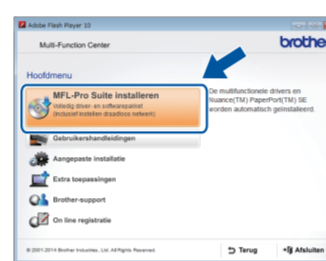 Adobe Flash Player 10
Multi-Function Center
brothe
Hoofdmenu
MFL-Pro Suite installeren
Volledig driver- en softwarepakket
(Inclusief instellen draadloos netwerk)
De multifunctionele drivers en
Nuance(TM) PaperPort(TM) SE
worden automatisch geïnstalleerd.
Gebruikershandleidingen
Aangepaste installatie
Extra toepassingen
Brother-support
On line registratie
© 2001-2014 Brother Industries, Ltd. All Rights Reserved.
Terug
Afsluiten